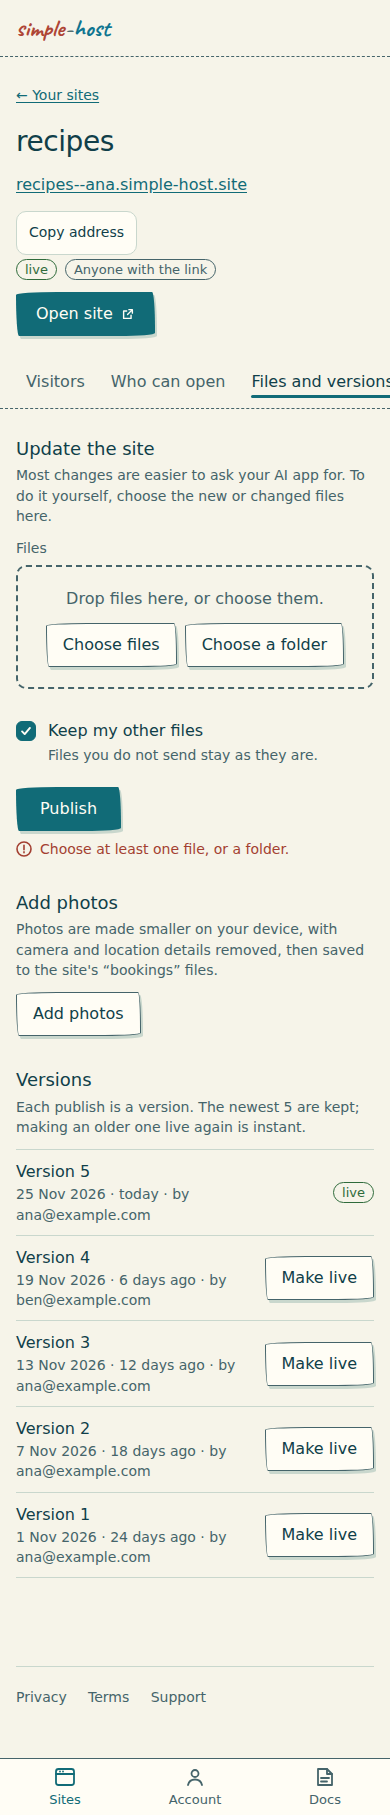 simple-host
← Your sites
recipes
recipes--ana.simple-host.site
Copy address
live Anyone with the link
Open site
Visitors Who can open Files and versions
Update the site
Most changes are easier to ask your AI app for. To
do it yourself, choose the new or changed files
here.
Files
Drop files here, or choose them.
Choose files Choose a folder
Keep my other files
Files you do not send stay as they are.
Publish
Choose at least one file, or a folder.
Add photos
Photos are made smaller on your device, with
camera and location details removed, then saved
to the site's “bookings” files.
Add photos
Versions
Each publish is a version. The newest 5 are kept;
making an older one live again is instant.
Version 5
25 Nov 2026 · today · by
ana@example.com
live
Version 4
19 Nov 2026 · 6 days ago · by
ben@example.com
Make live
Version 3
13 Nov 2026 · 12 days ago · by
ana@example.com
Make live
Version 2
7 Nov 2026 · 18 days ago · by
ana@example.com
Make live
Version 1
1 Nov 2026 · 24 days ago · by
ana@example.com
Make live
Privacy Terms Support
Sites Account Docs